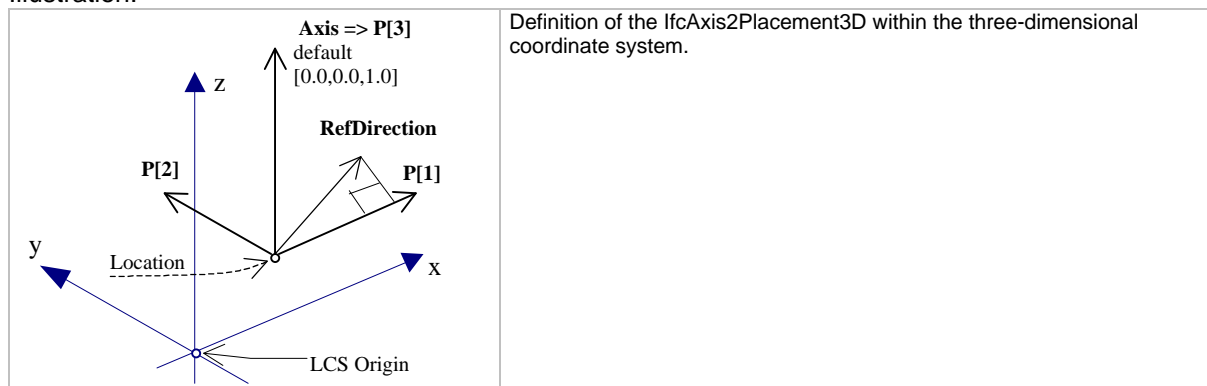 illustration:
Axis => P[3]
default
[0.0,0.0,1.0]
z
RefDirection
P[2]
P[1]
y
Location
x
LCS Origin
Definition of the IfcAxis2Placement3D within the three-dimensional
coordinate system.